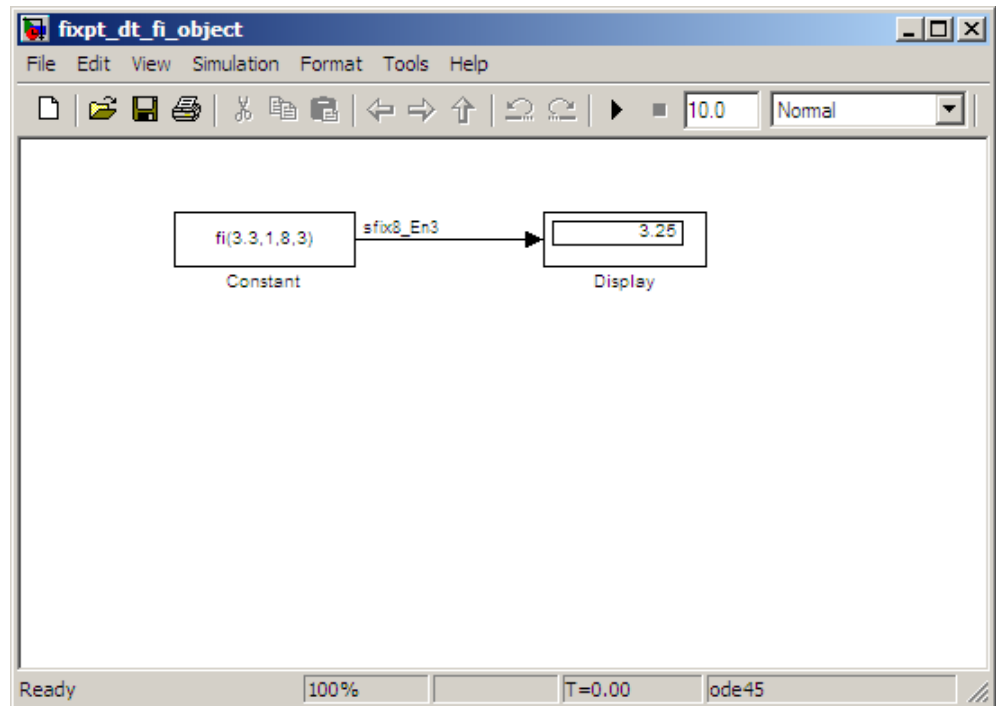 fixpt_dt_fi_object
File Edit View Simulation Format Tools Help
10.0 Normal
fi(3.3,1,8,3) sfix8_En3 3.25
Constant Display
Ready 100% T=0.00 ode45